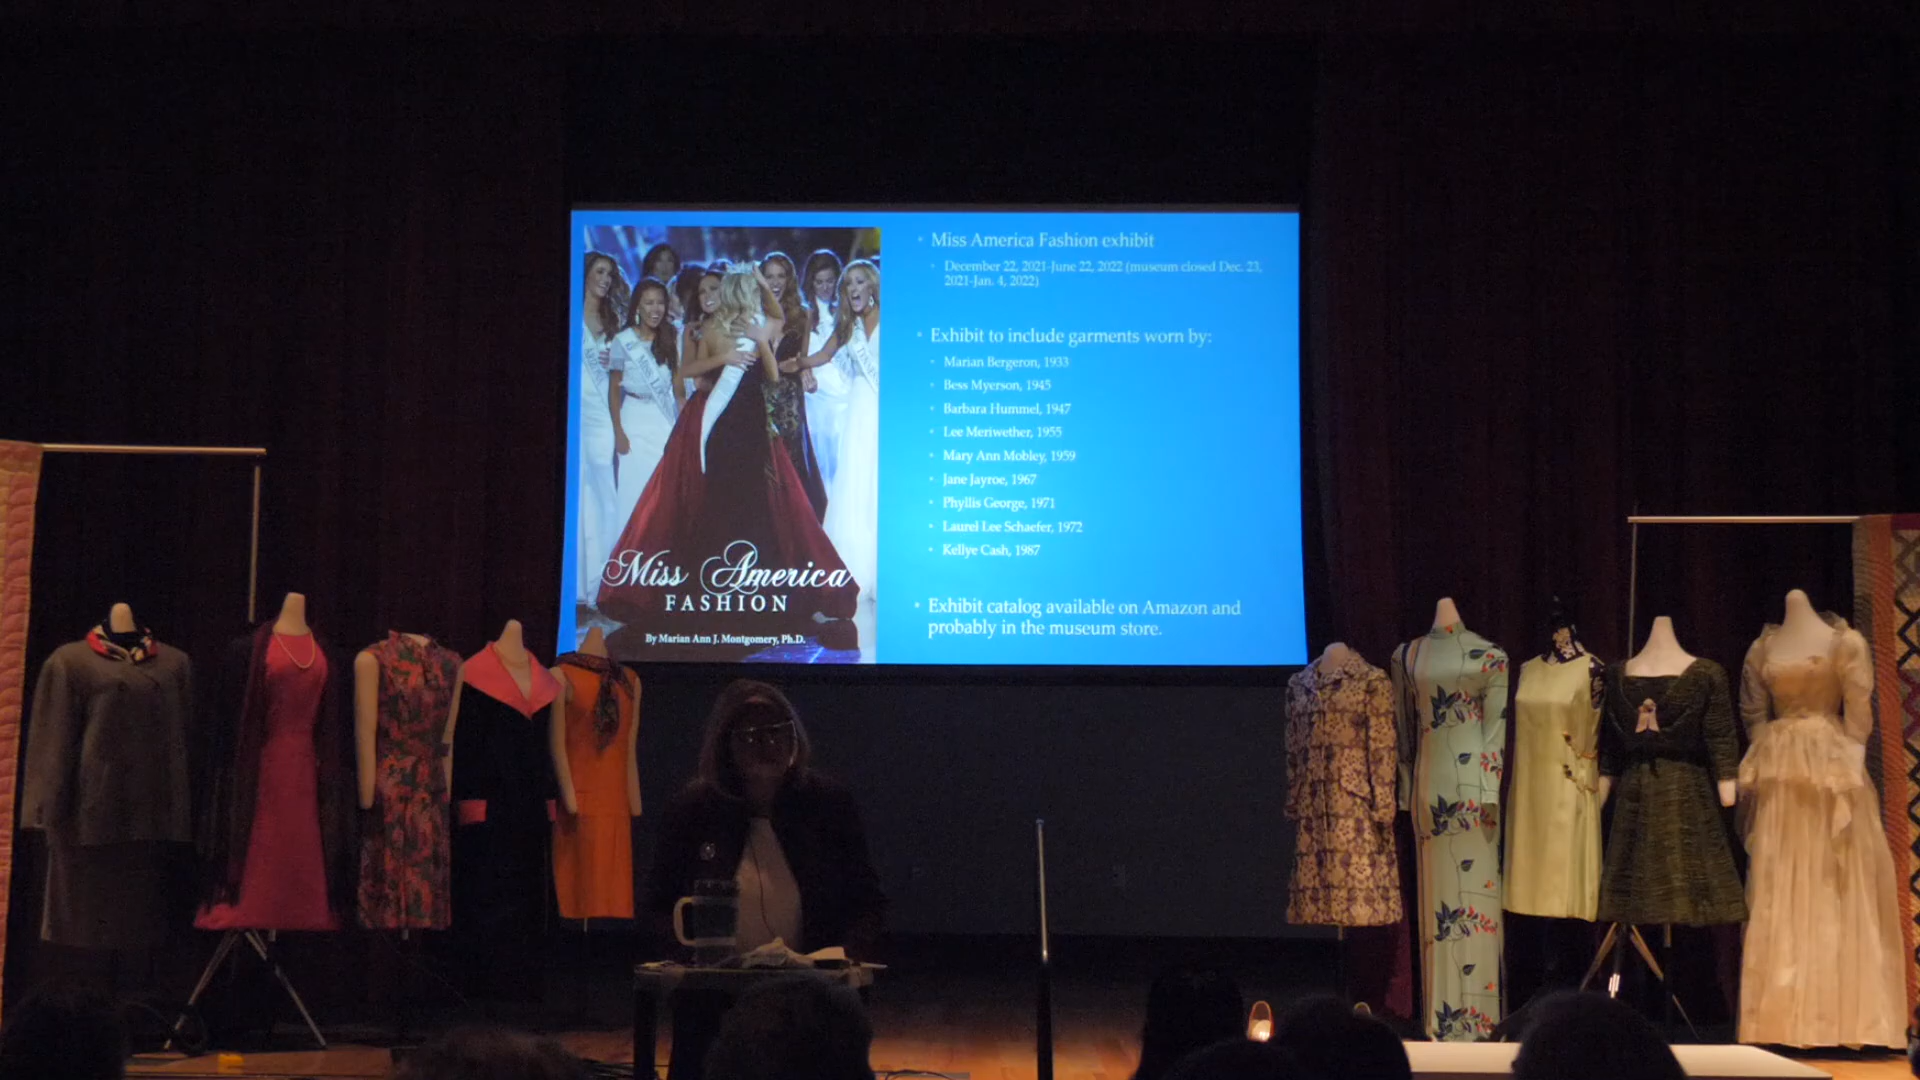 Miss America
FASHION
By Marian Ann J. Montgomery, Ph.D.
• Miss America Fashion exhibit
• December 22, 2021-June 22, 2022 (museum closed Dec. 23,
2021-Jan. 4, 2022)
• Exhibit to include garments worn by:
• Marian Bergeron, 1933
• Bess Myerson, 1945
• Barbara Hummel, 1947
• Lee Meriwether, 1955
• Mary Ann Mobley, 1959
• Jane Jayroe, 1967
• Phyllis George, 1971
• Laurel Lee Schaefer, 1972
• Kellye Cash, 1987
• Exhibit catalog available on Amazon and
probably in the museum store.